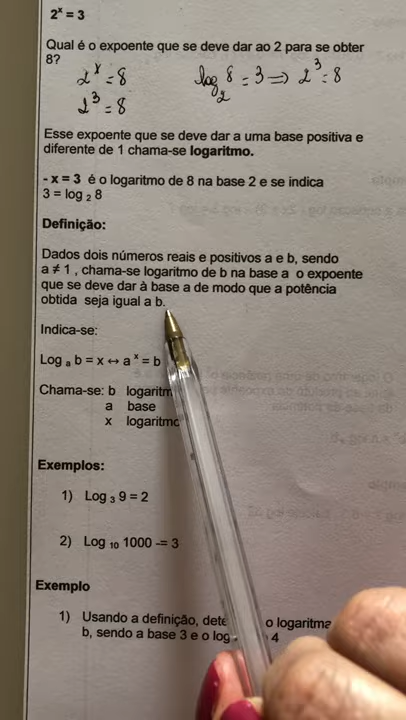 2ˣ = 3
Qual é o expoente que se deve dar ao 2 para se obter
8?
2ˣ = 8
2³ = 8
log₂ 8 = 3 ⇒ 2³ = 8
Esse expoente que se deve dar a uma base positiva e
diferente de 1 chama-se logaritmo.
- x = 3 é o logaritmo de 8 na base 2 e se indica
3 = log ₂ 8
Definição:
Dados dois números reais e positivos a e b, sendo
a ≠ 1 , chama-se logaritmo de b na base a o expoente
que se deve dar à base a de modo que a potência
obtida seja igual a b.
Indica-se:
Log ₐ b = x ↔ a ˣ = b
Chama-se: b
a base
x logaritmo
Exemplos:
1) Log ₃ 9 = 2
2) Log ₁₀ 1000 -= 3
Exemplo
1) Usando a definição, o
b, sendo a base 3 e o 4